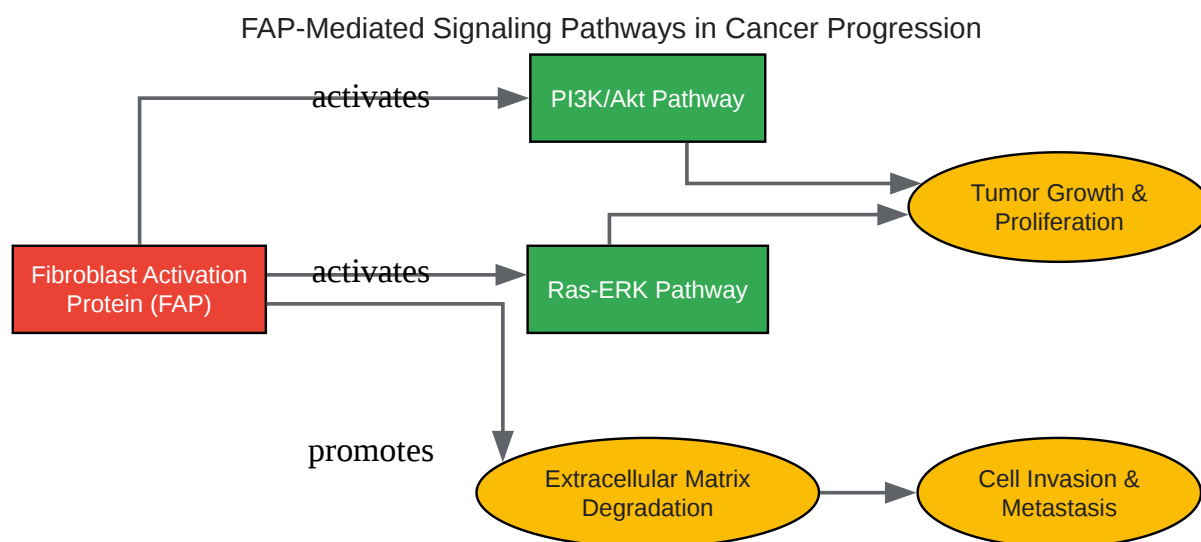 FAP-Mediated Signaling Pathways in Cancer Progression
activates
PI3K/Akt Pathway
Tumor Growth &
Proliferation
Fibroblast Activation
Protein (FAP)
activates
Ras-ERK Pathway
promotes
Extracellular Matrix
Degradation
Cell Invasion &
Metastasis